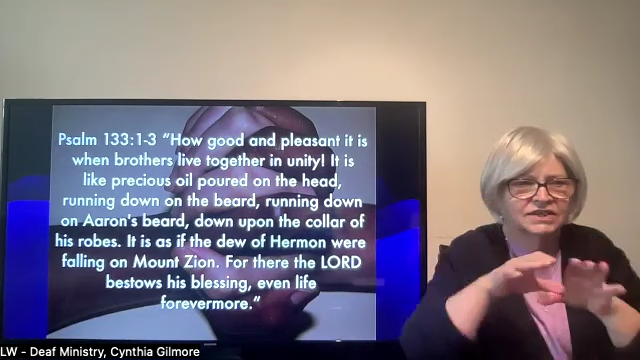 Psalm 133:1-3 “How good and pleasant it is
when brothers live together in unity! It is
like precious oil poured on the head,
running down on the beard, running down
on Aaron's beard, down upon the collar of
his robes. It is as if the dew of Hermon were
falling on Mount Zion. For there the LORD
bestows his blessing, even life
forevermore.”
LW - Deaf Ministry, Cynthia Gilmore